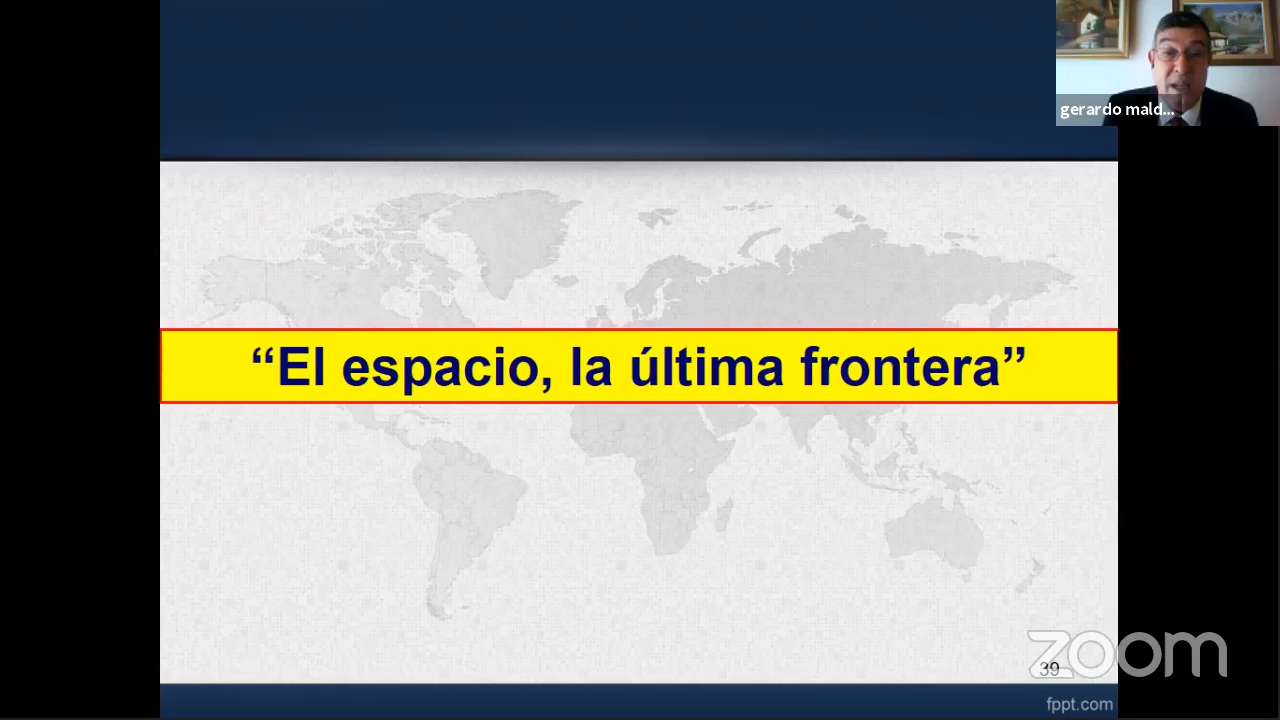 gerardo mald...
“El espacio, la última frontera”
zoom
39
fppt.com